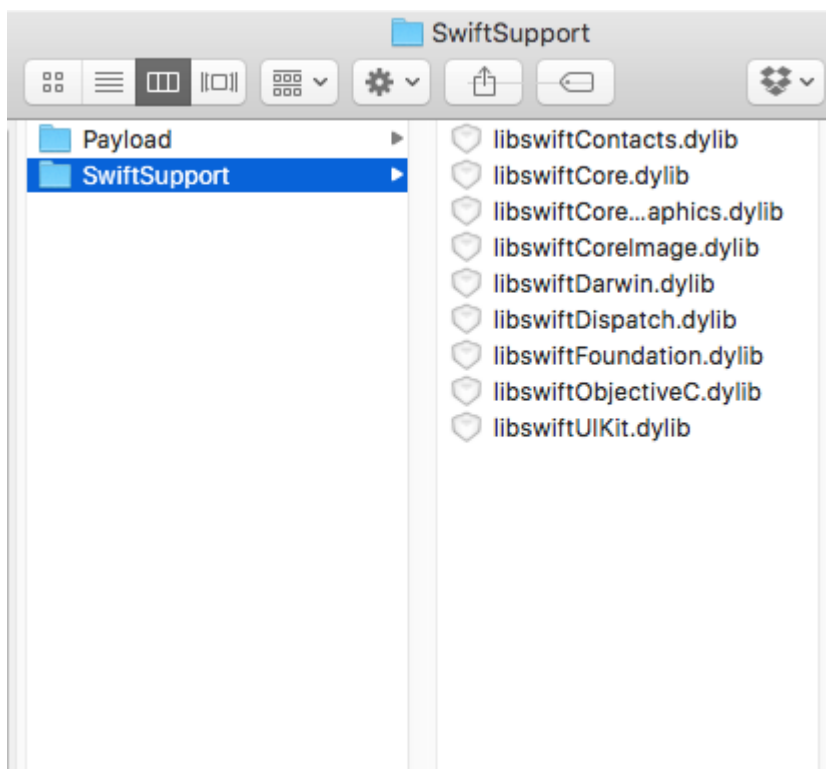 SwiftSupport
Payload
SwiftSupport
libswiftContacts.dylib
libswiftCore.dylib
libswiftCore...aphics.dylib
libswiftCoreImage.dylib
libswiftDarwin.dylib
libswiftDispatch.dylib
libswiftFoundation.dylib
libswiftObjectiveC.dylib
libswiftUIKit.dylib